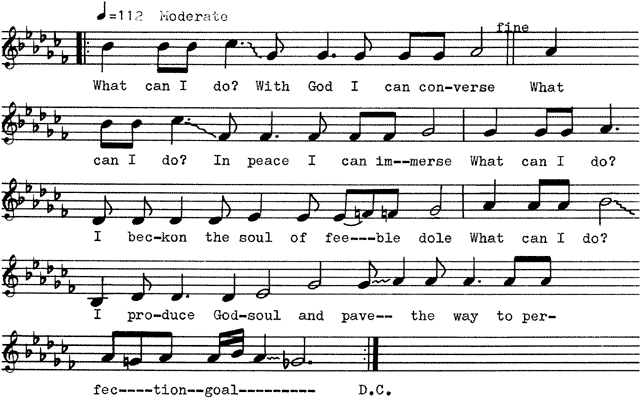 ♩=112 Moderate
fine
What can I do? With God I can con-verse What
can I do? In peace I can im--merse What can I do?
I bec-kon the soul of fee---ble dole What can I do?
I pro-duce God-soul and pave-- the way to per-
fec----tion--goal--------- D.C.